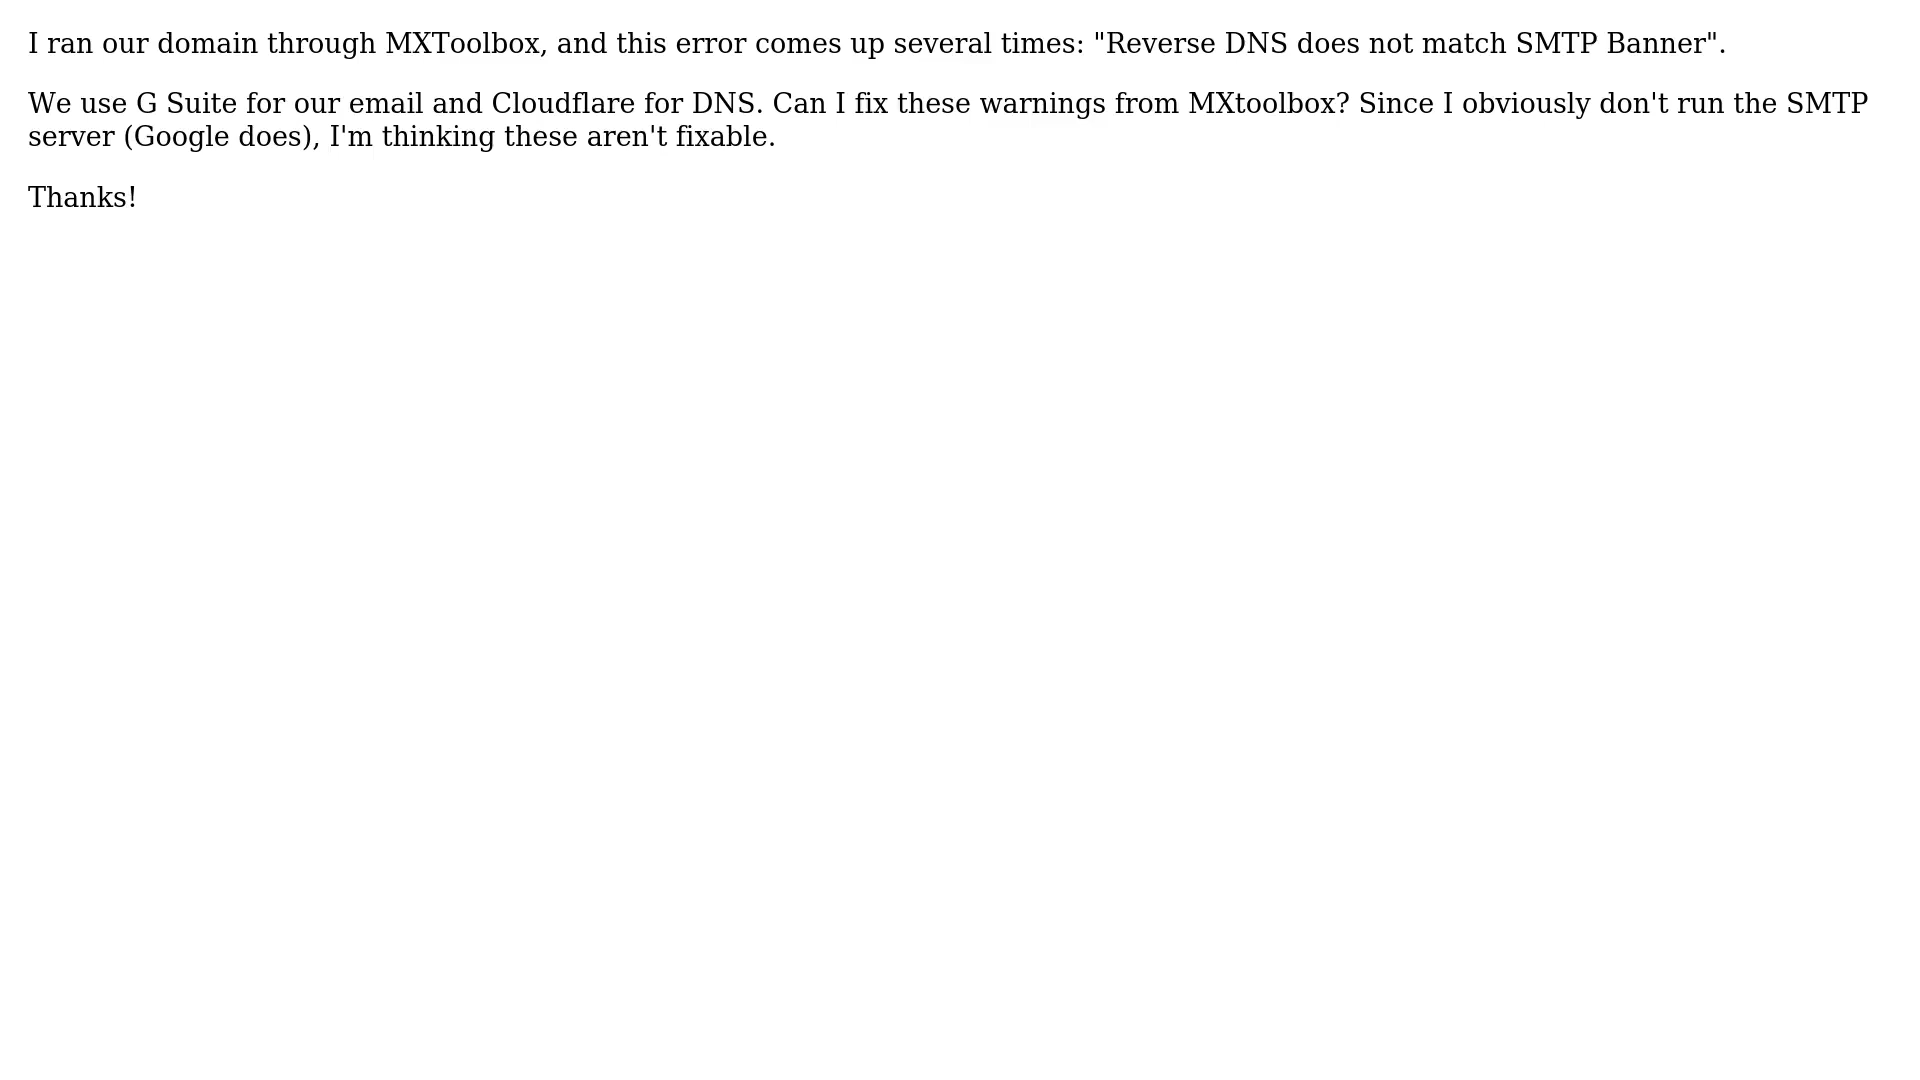 I ran our domain through MXToolbox, and this error comes up several times: "Reverse DNS does not match SMTP Banner".
We use G Suite for our email and Cloudflare for DNS. Can I fix these warnings from MXtoolbox? Since I obviously don't run the SMTP
server (Google does), I'm thinking these aren't fixable.
Thanks!